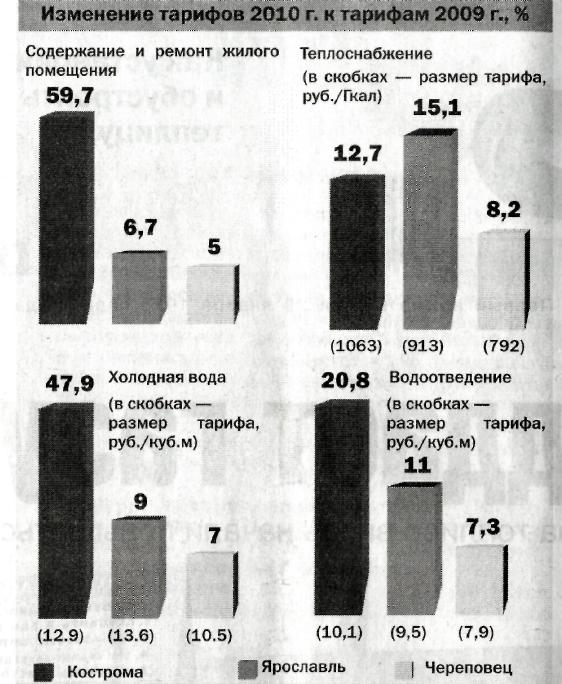 Изменение тарифов 2010 г. к тарифам 2009 г., %
Содержание и ремонт жилого
помещения
59,7
6,7
5
Теплоснабжение
(в скобках — размер тарифа,
руб./Гкал)
12,7
15,1
8,2
(1063) (913) (792)
Холодная вода
(в скобках —
размер тарифа,
руб./куб.м)
47,9
9
7
(12.9) (13.6) (10.5)
Водоотведение
(в скобках —
размер тарифа,
руб./куб.м)
20,8
11
7,3
(10,1) (9,5) (7,9)
Кострома Ярославль Череповец